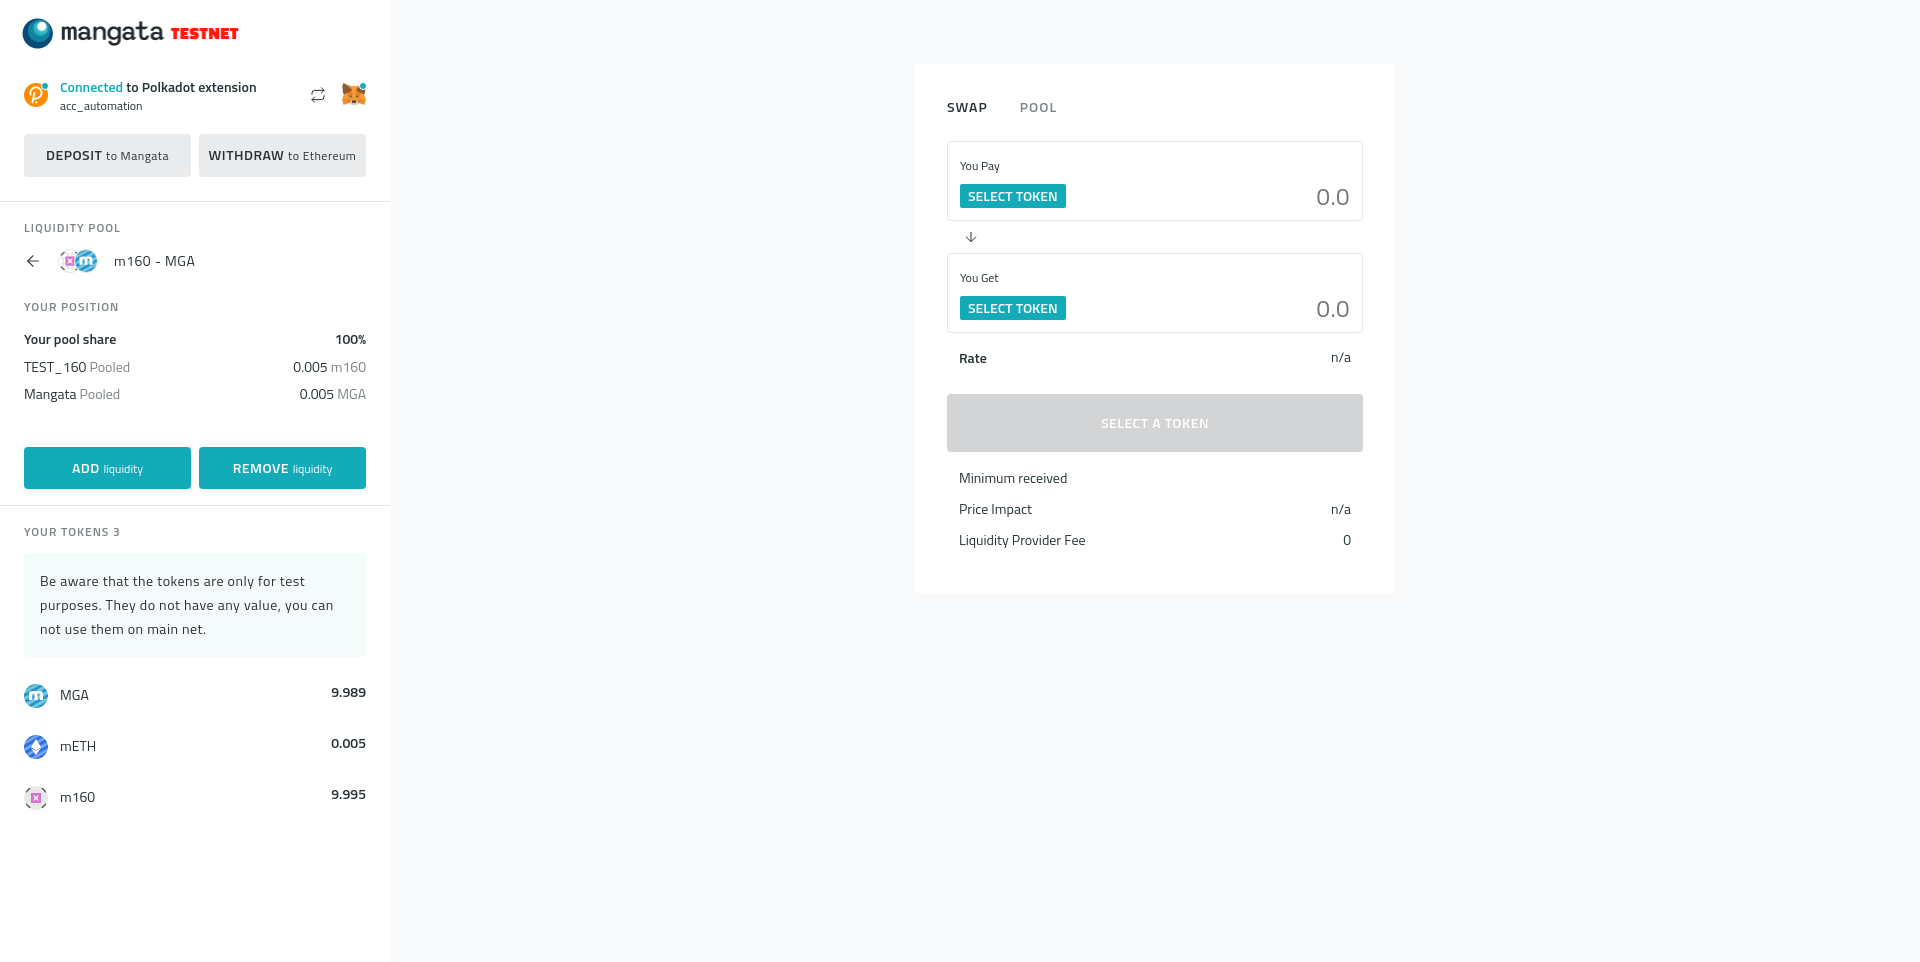 mangata TESTNET
Connected to Polkadot extension
acc_automation
DEPOSIT to Mangata
WITHDRAW to Ethereum
LIQUIDITY POOL
m160 - MGA
YOUR POSITION
Your pool share 100%
TEST_160 Pooled 0.005 m160
Mangata Pooled 0.005 MGA
ADD liquidity
REMOVE liquidity
YOUR TOKENS 3
Be aware that the tokens are only for test
purposes. They do not have any value, you can
not use them on main net.
MGA 9.989
mETH 0.005
m160 9.995
SWAP POOL
You Pay
SELECT TOKEN 0.0
You Get
SELECT TOKEN 0.0
Rate n/a
SELECT A TOKEN
Minimum received
Price Impact n/a
Liquidity Provider Fee 0